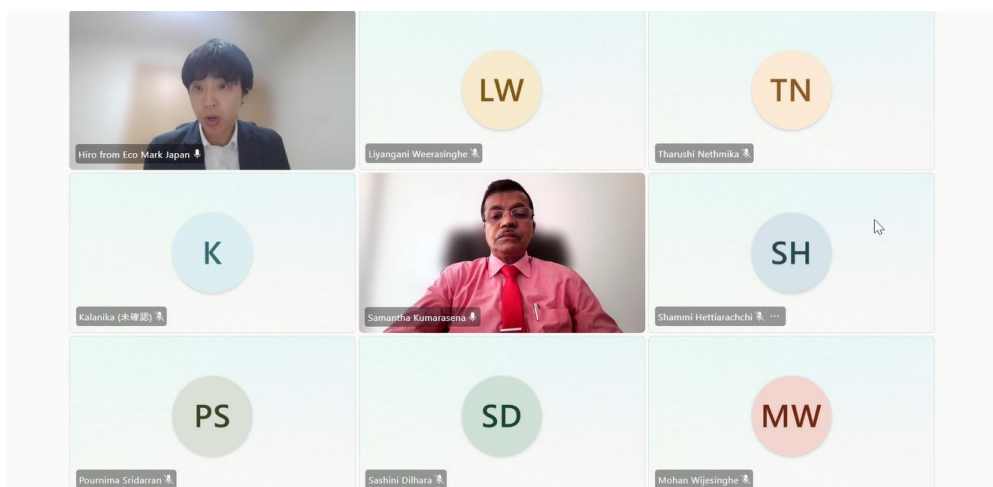 Hiro from Eco Mark Japan
LW
Liyangani Weerasinghe
TN
Tharushi Nethmika
K
Kalanika (未確認)
Samantha Kumarasena
SH
Shammi Hettiarachchi
PS
Pournima Sridarran
SD
Sashini Dilhara
MW
Mohan Wijesinghe